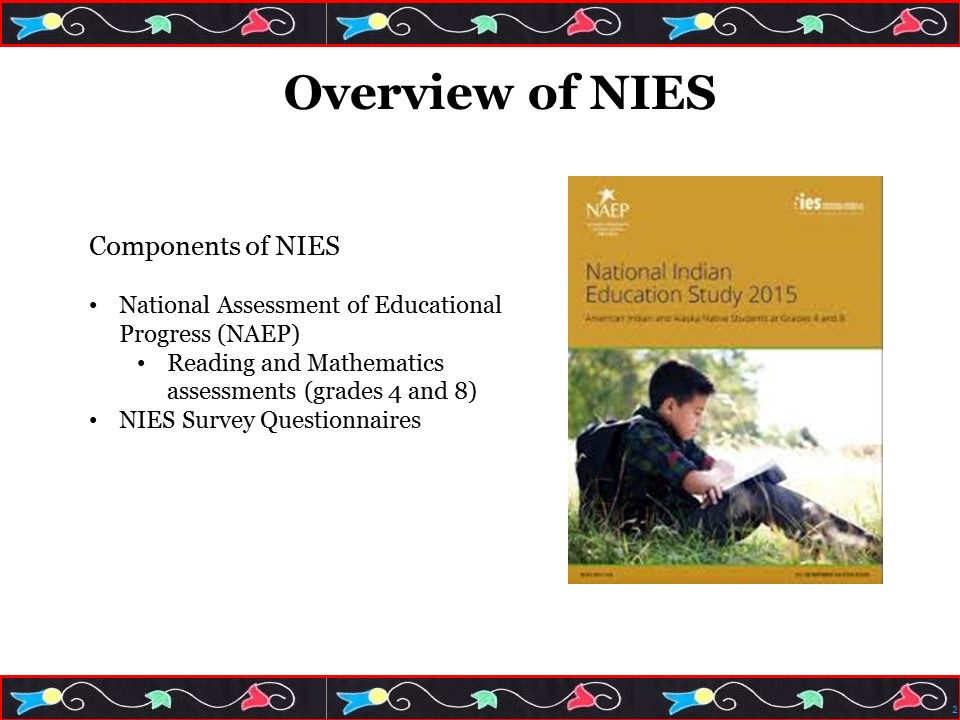 Overview of NIES
Components of NIES
• National Assessment of Educational
Progress (NAEP)
• Reading and Mathematics
assessments (grades 4 and 8)
• NIES Survey Questionnaires
NAEP
ies
National Indian
Education Study 2015
American Indian and Alaska Native Students at Grades 4 and 8
2